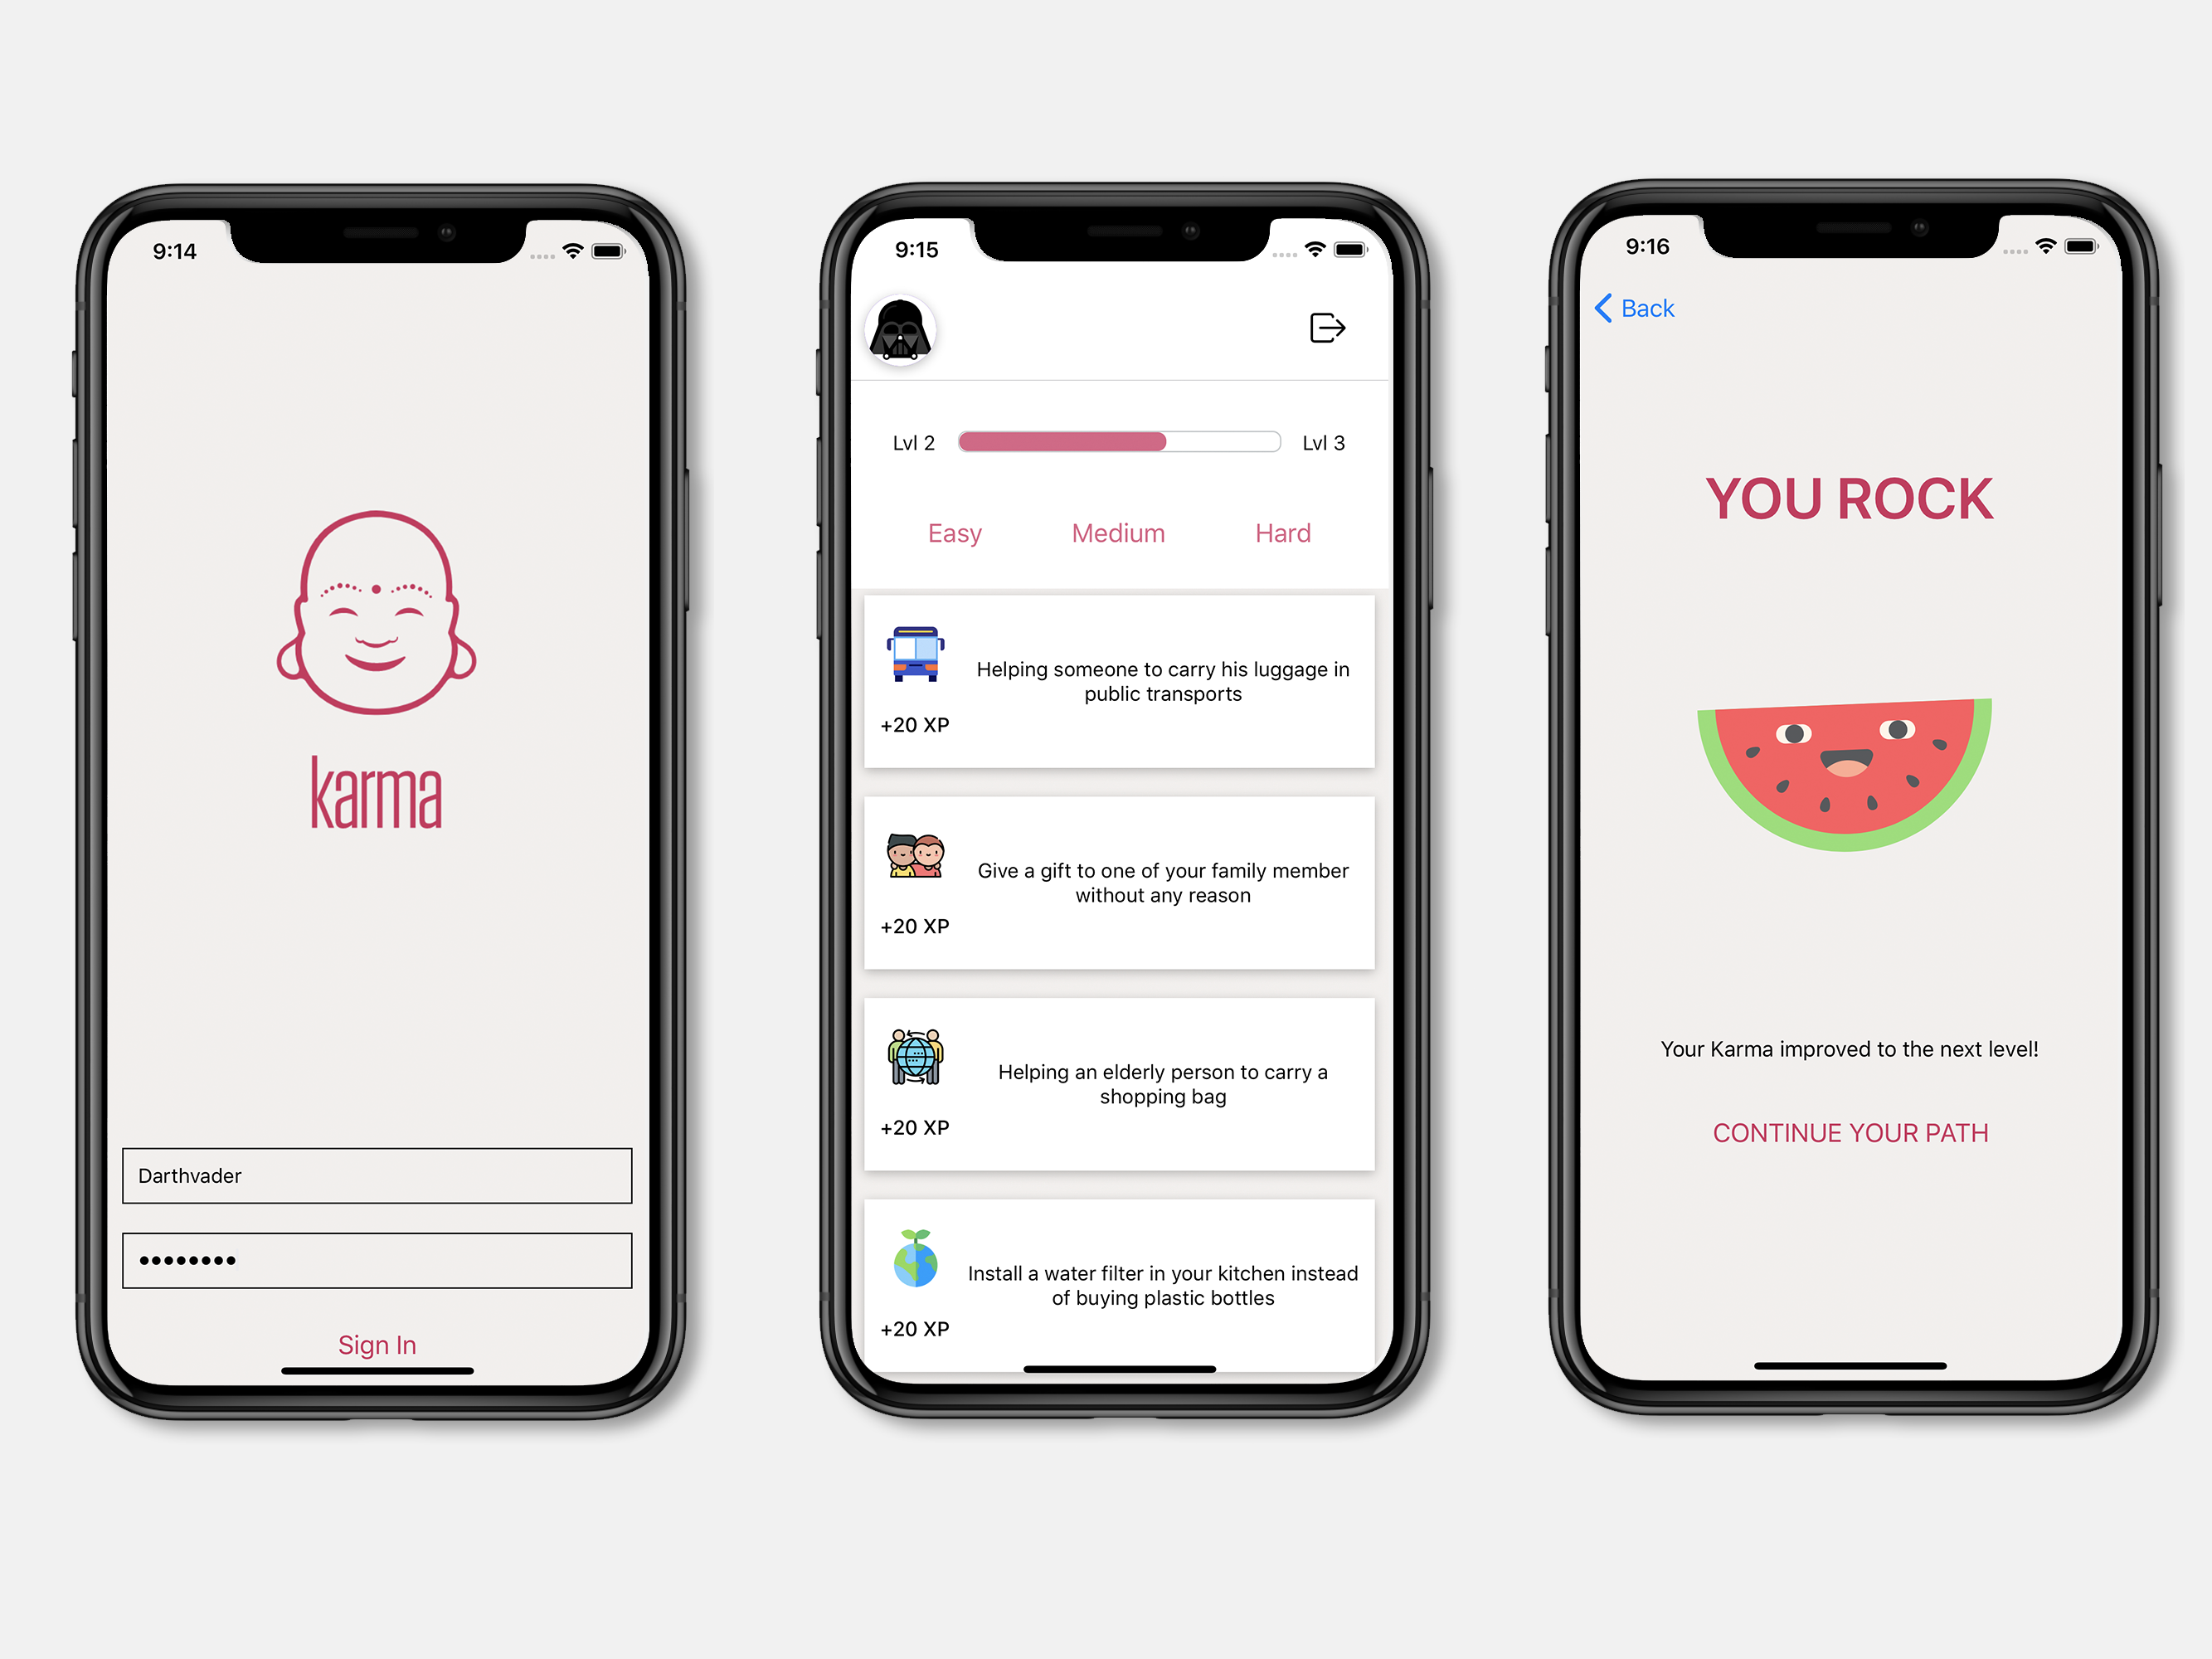 9:14
karma
Darthvader
••••••••
Sign In
9:15
Lvl 2
Lvl 3
Easy
Medium
Hard
Helping someone to carry his luggage in
public transports
+20 XP
Give a gift to one of your family member
without any reason
+20 XP
Helping an elderly person to carry a
shopping bag
+20 XP
Install a water filter in your kitchen instead
of buying plastic bottles
+20 XP
9:16
Back
YOU ROCK
Your Karma improved to the next level!
CONTINUE YOUR PATH